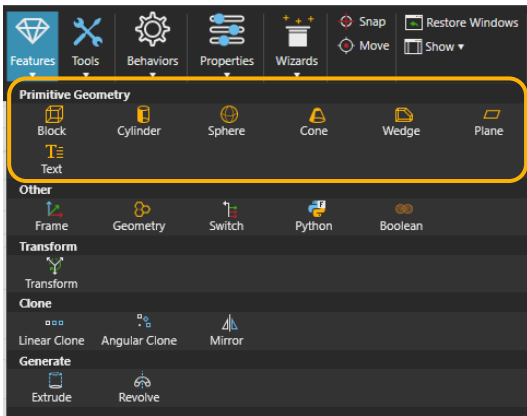 Snap
Restore Windows
Move
Show
Features Tools Behaviors Properties Wizards
Primitive Geometry
Block Cylinder Sphere Cone Wedge Plane
Text
Other
Frame Geometry Switch Python Boolean
Transform
Transform
Clone
Linear Clone Angular Clone Mirror
Generate
Extrude Revolve